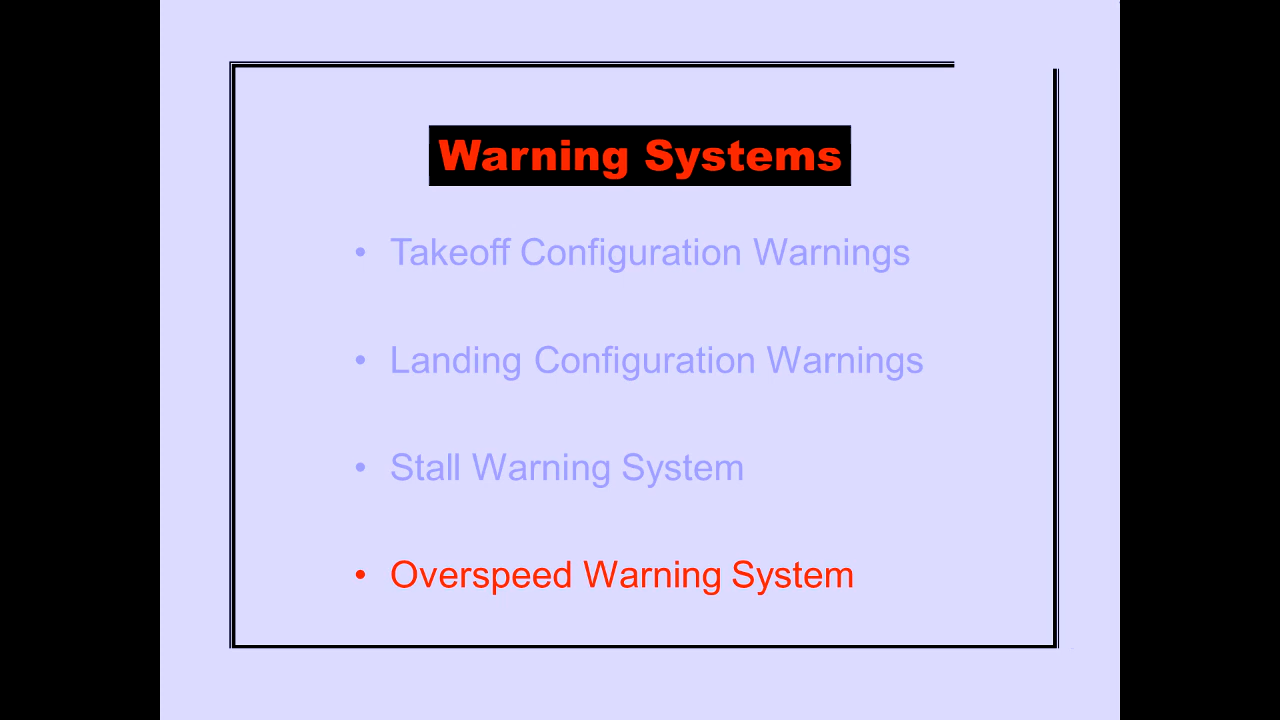 Warning Systems
• Takeoff Configuration Warnings
• Landing Configuration Warnings
• Stall Warning System
• Overspeed Warning System